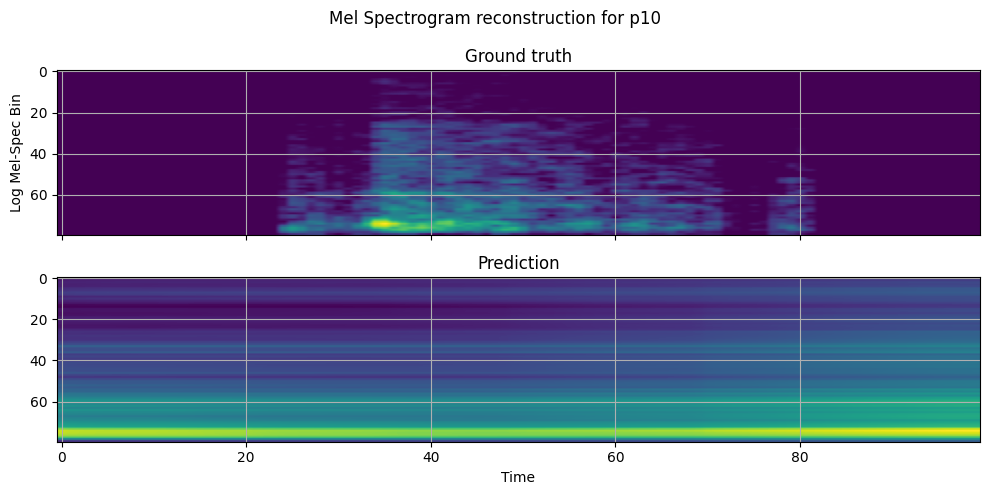 Mel Spectrogram reconstruction for p10
Ground truth
0
20
40
60
Log Mel-Spec Bin
Prediction
0
20
40
60
0 20 40 60 80
Time